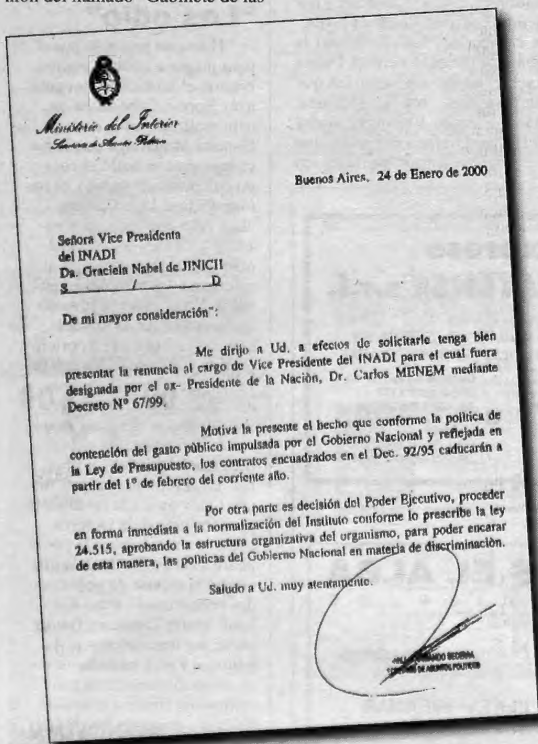 Ministerio del Interior
Buenos Aires, 24 de Enero de 2000
Señora Vice Presidenta
del INADI
Da. Graciela Nabel de JINICH
S / D
De mi mayor consideración":
Me dirijo a Ud. a efectos de solicitarle tenga bien
presentar la renuncia al cargo de Vice Presidente del INADI para el cual fuera
designada por el ex- Presidente de la Nación, Dr. Carlos MENEM mediante
Decreto Nº 67/99.
Motiva la presente el hecho que conforme la política de
contención del gasto público impulsada por el Gobierno Nacional y reflejada en
la Ley de Presupuesto, los contratos encuadrados en el Dec. 92/95 caducarán a
partir del 1º de febrero del corriente año.
Por otra parte es decisión del Poder Ejecutivo, proceder
en forma inmediata a la normalización del Instituto conforme lo prescribe la ley
24.515, aprobando la estructura organizativa del organismo, para poder encarar
de esta manera, las políticas del Gobierno Nacional en materia de discriminación.
Saludo a Ud. muy atentamente.
DE ASUNTOS POLITICOS